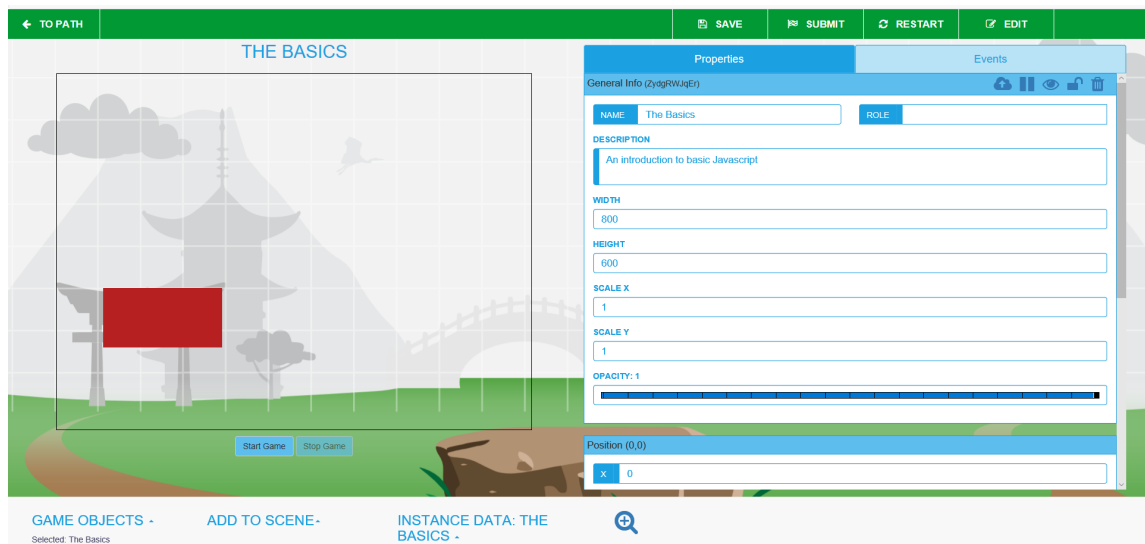 TO PATH
SAVE
SUBMIT
RESTART
EDIT
THE BASICS
Properties
Events
General Info (ZydgRWJqEr)
NAME The Basics
ROLE
DESCRIPTION
An introduction to basic Javascript
WIDTH
800
HEIGHT
600
SCALE X
1
SCALE Y
1
OPACITY: 1
Start Game
Stop Game
Position (0,0)
X 0
GAME OBJECTS
Selected: The Basics
ADD TO SCENE
INSTANCE DATA: THE
BASICS